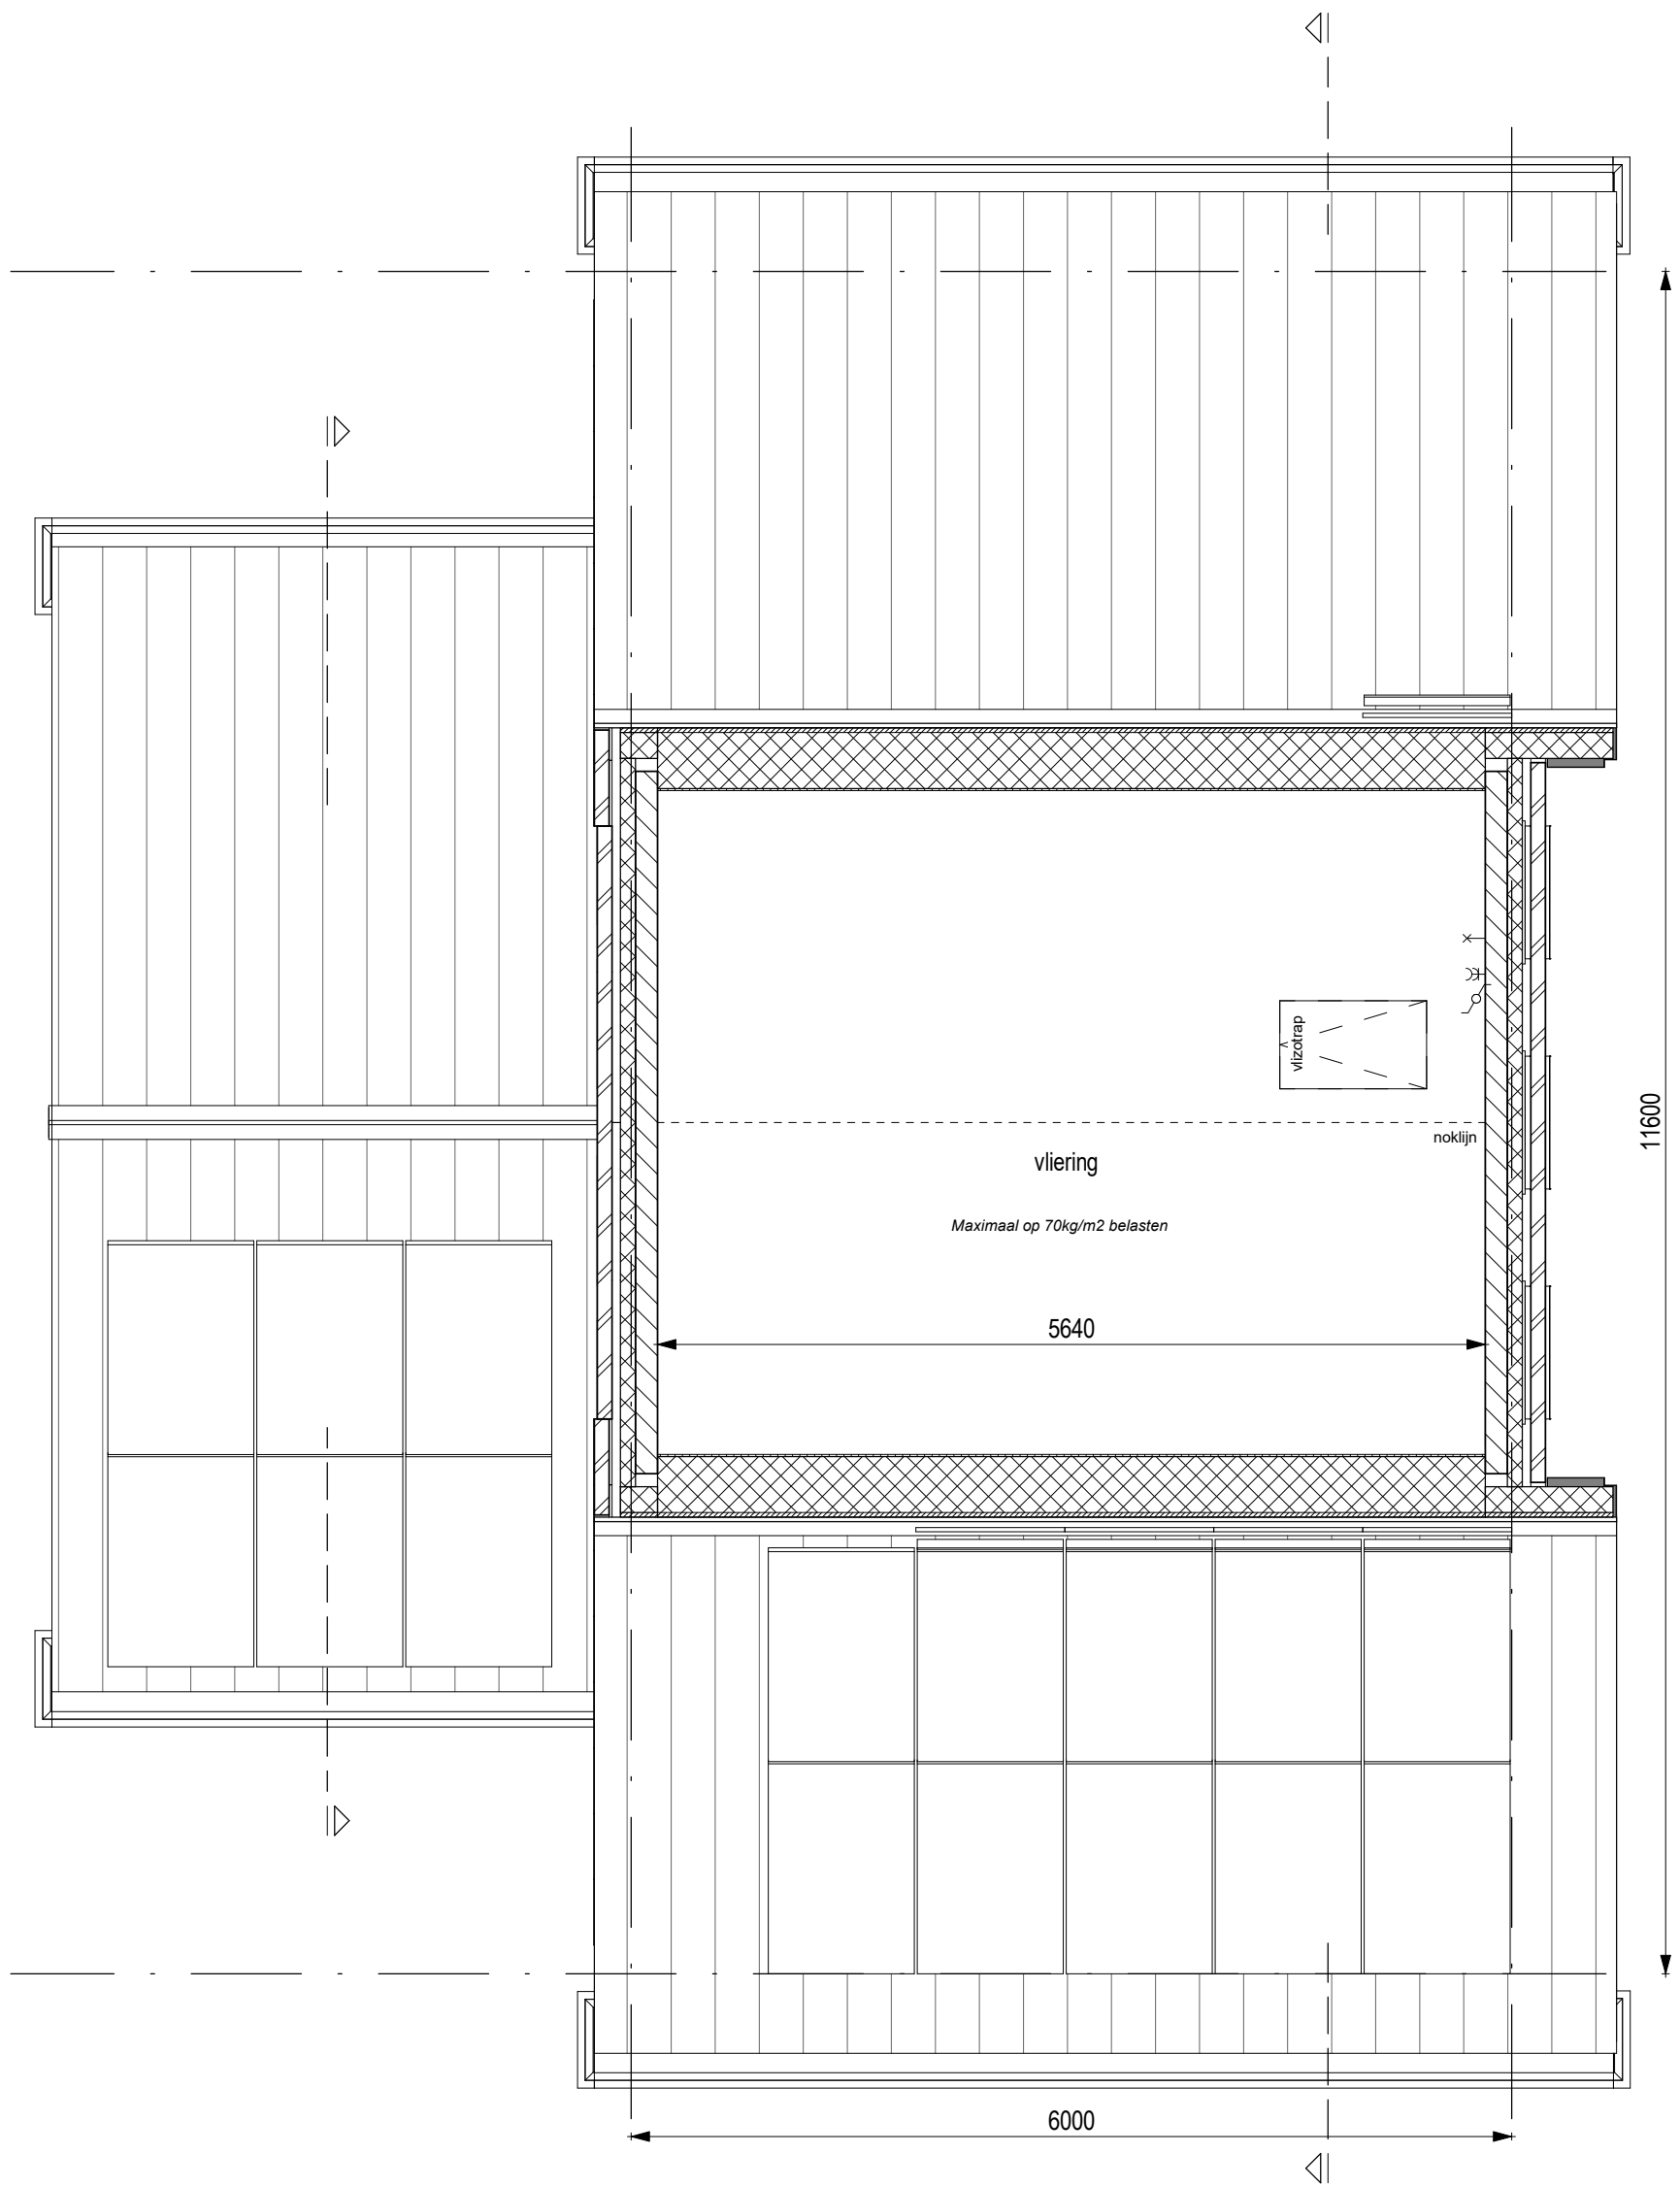 vlizotrap
noklijn
vliering
Maximaal op 70kg/m2 belasten
5640
11600
6000